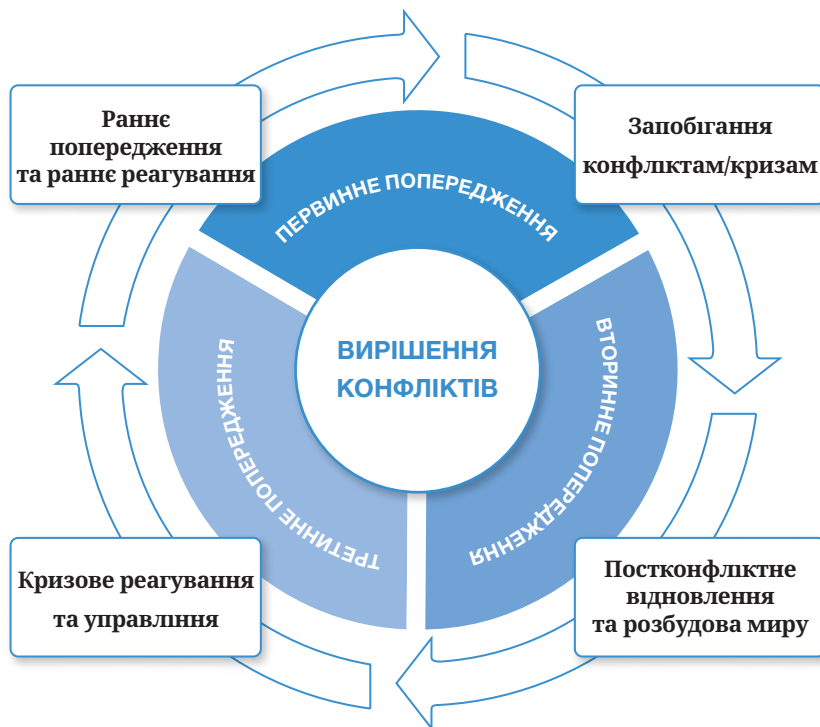 Раннє
попередження
та раннє реагування
Запобігання
конфліктам/кризам
ПЕРВИННЕ ПОПЕРЕДЖЕННЯ
ВИРІШЕННЯ
КОНФЛІКТІВ
ВТОРИННЕ ПОПЕРЕДЖЕННЯ
ТРЕТИННЕ ПОПЕРЕДЖЕННЯ
Кризове реагування
та управління
Постконфліктне
відновлення
та розбудова миру